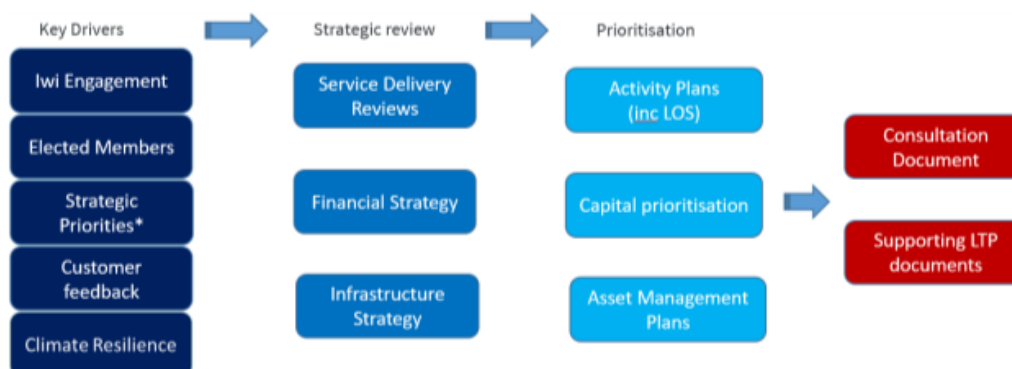 Key Drivers
Strategic review
Prioritisation
Iwi Engagement
Elected Members
Strategic
Priorities*
Customer
feedback
Climate Resilience
Service Delivery
Reviews
Financial Strategy
Infrastructure
Strategy
Activity Plans
(inc LOS)
Capital prioritisation
Asset Management
Plans
Consultation
Document
Supporting LTP
documents